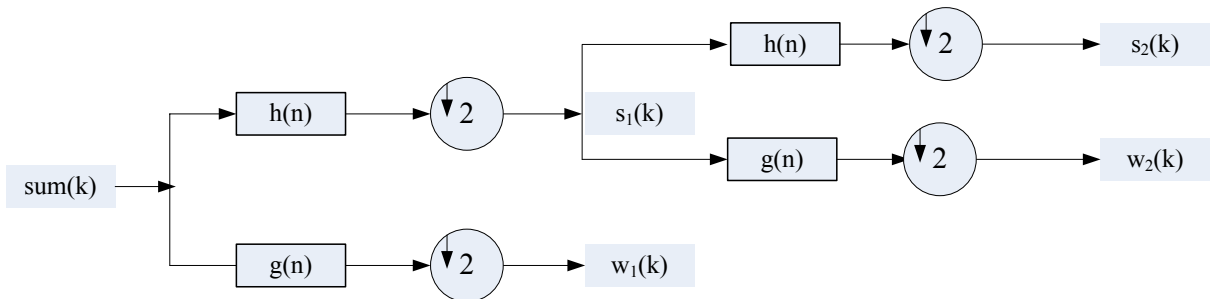 h(n)
2
s₂(k)
h(n)
2
s₁(k)
g(n)
2
w₂(k)
sum(k)
g(n)
2
w₁(k)